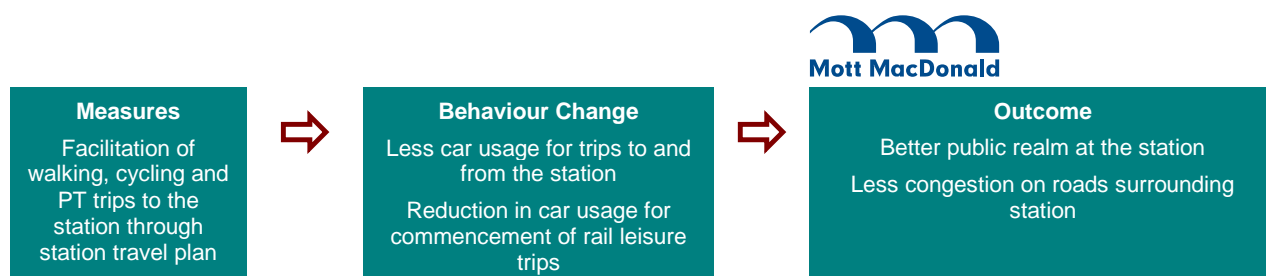 Mott MacDonald
Measures
Facilitation of
walking, cycling and
PT trips to the
station through
station travel plan
Behaviour Change
Less car usage for trips to and
from the station
Reduction in car usage for
commencement of rail leisure
trips
Outcome
Better public realm at the station
Less congestion on roads surrounding
station